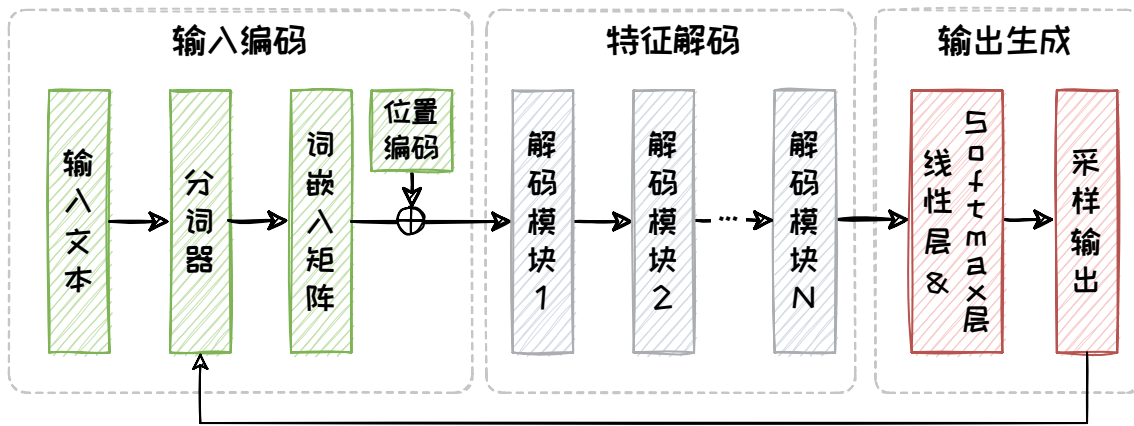 输入编码
输入文本
分词器
词嵌入矩阵
位置
编码
特征解码
解码模块1
解码模块2
...
解码模块N
输出生成
线性层&
Softmax层
采样输出